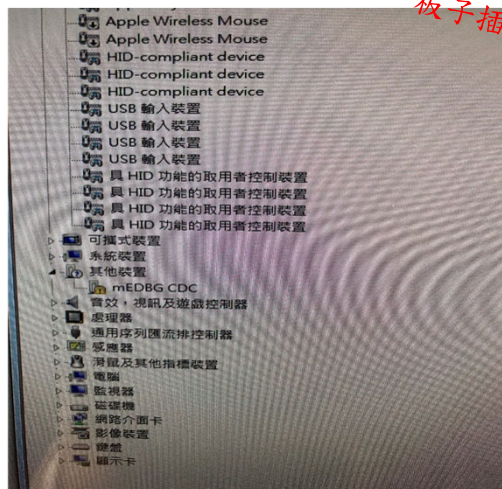 板子插
Apple Wireless Mouse
Apple Wireless Mouse
HID-compliant device
HID-compliant device
HID-compliant device
USB 輸入裝置
USB 輸入裝置
USB 輸入裝置
USB 輸入裝置
具 HID 功能的取用者控制裝置
具 HID 功能的取用者控制裝置
具 HID 功能的取用者控制裝置
具 HID 功能的取用者控制裝置
可攜式裝置
系統裝置
其他裝置
mEDBG CDC
音效，視訊及遊戲控制器
處理器
通用序列匯流排控制器
感應器
滑鼠及其他指標裝置
電腦
監視器
磁碟機
網路介面卡
影像裝置
鍵盤
顯示卡